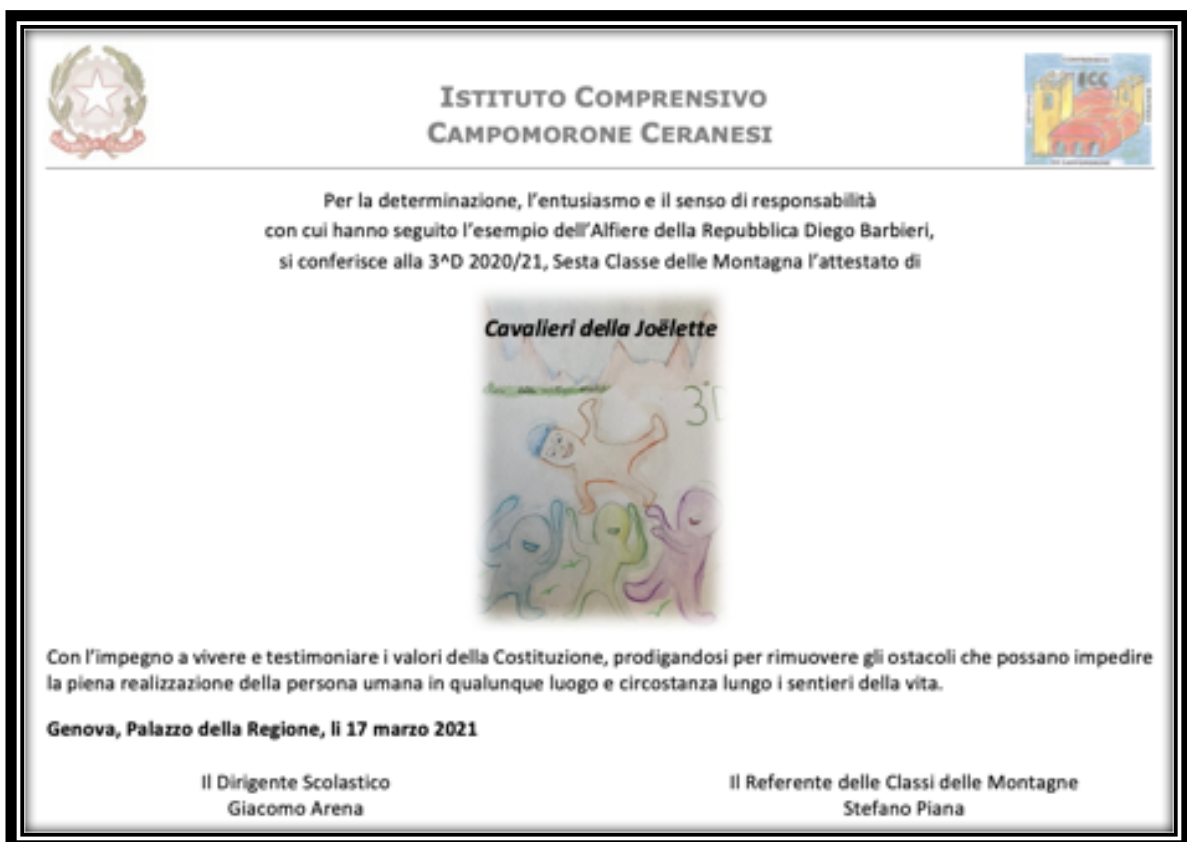 ISTITUTO COMPRENSIVO
CAMPOMORONE CERANESI
ICC
Per la determinazione, l'entusiasmo e il senso di responsabilità
con cui hanno seguito l'esempio dell'Alfiere della Repubblica Diego Barbieri,
si conferisce alla 3^D 2020/21, Sesta Classe delle Montagna l'attestato di
Cavalieri della Joëlette
3°D
Con l'impegno a vivere e testimoniare i valori della Costituzione, prodigandosi per rimuovere gli ostacoli che possano impedire
la piena realizzazione della persona umana in qualunque luogo e circostanza lungo i sentieri della vita.
Genova, Palazzo della Regione, li 17 marzo 2021
Il Dirigente Scolastico
Giacomo Arena
Il Referente delle Classi delle Montagne
Stefano Piana